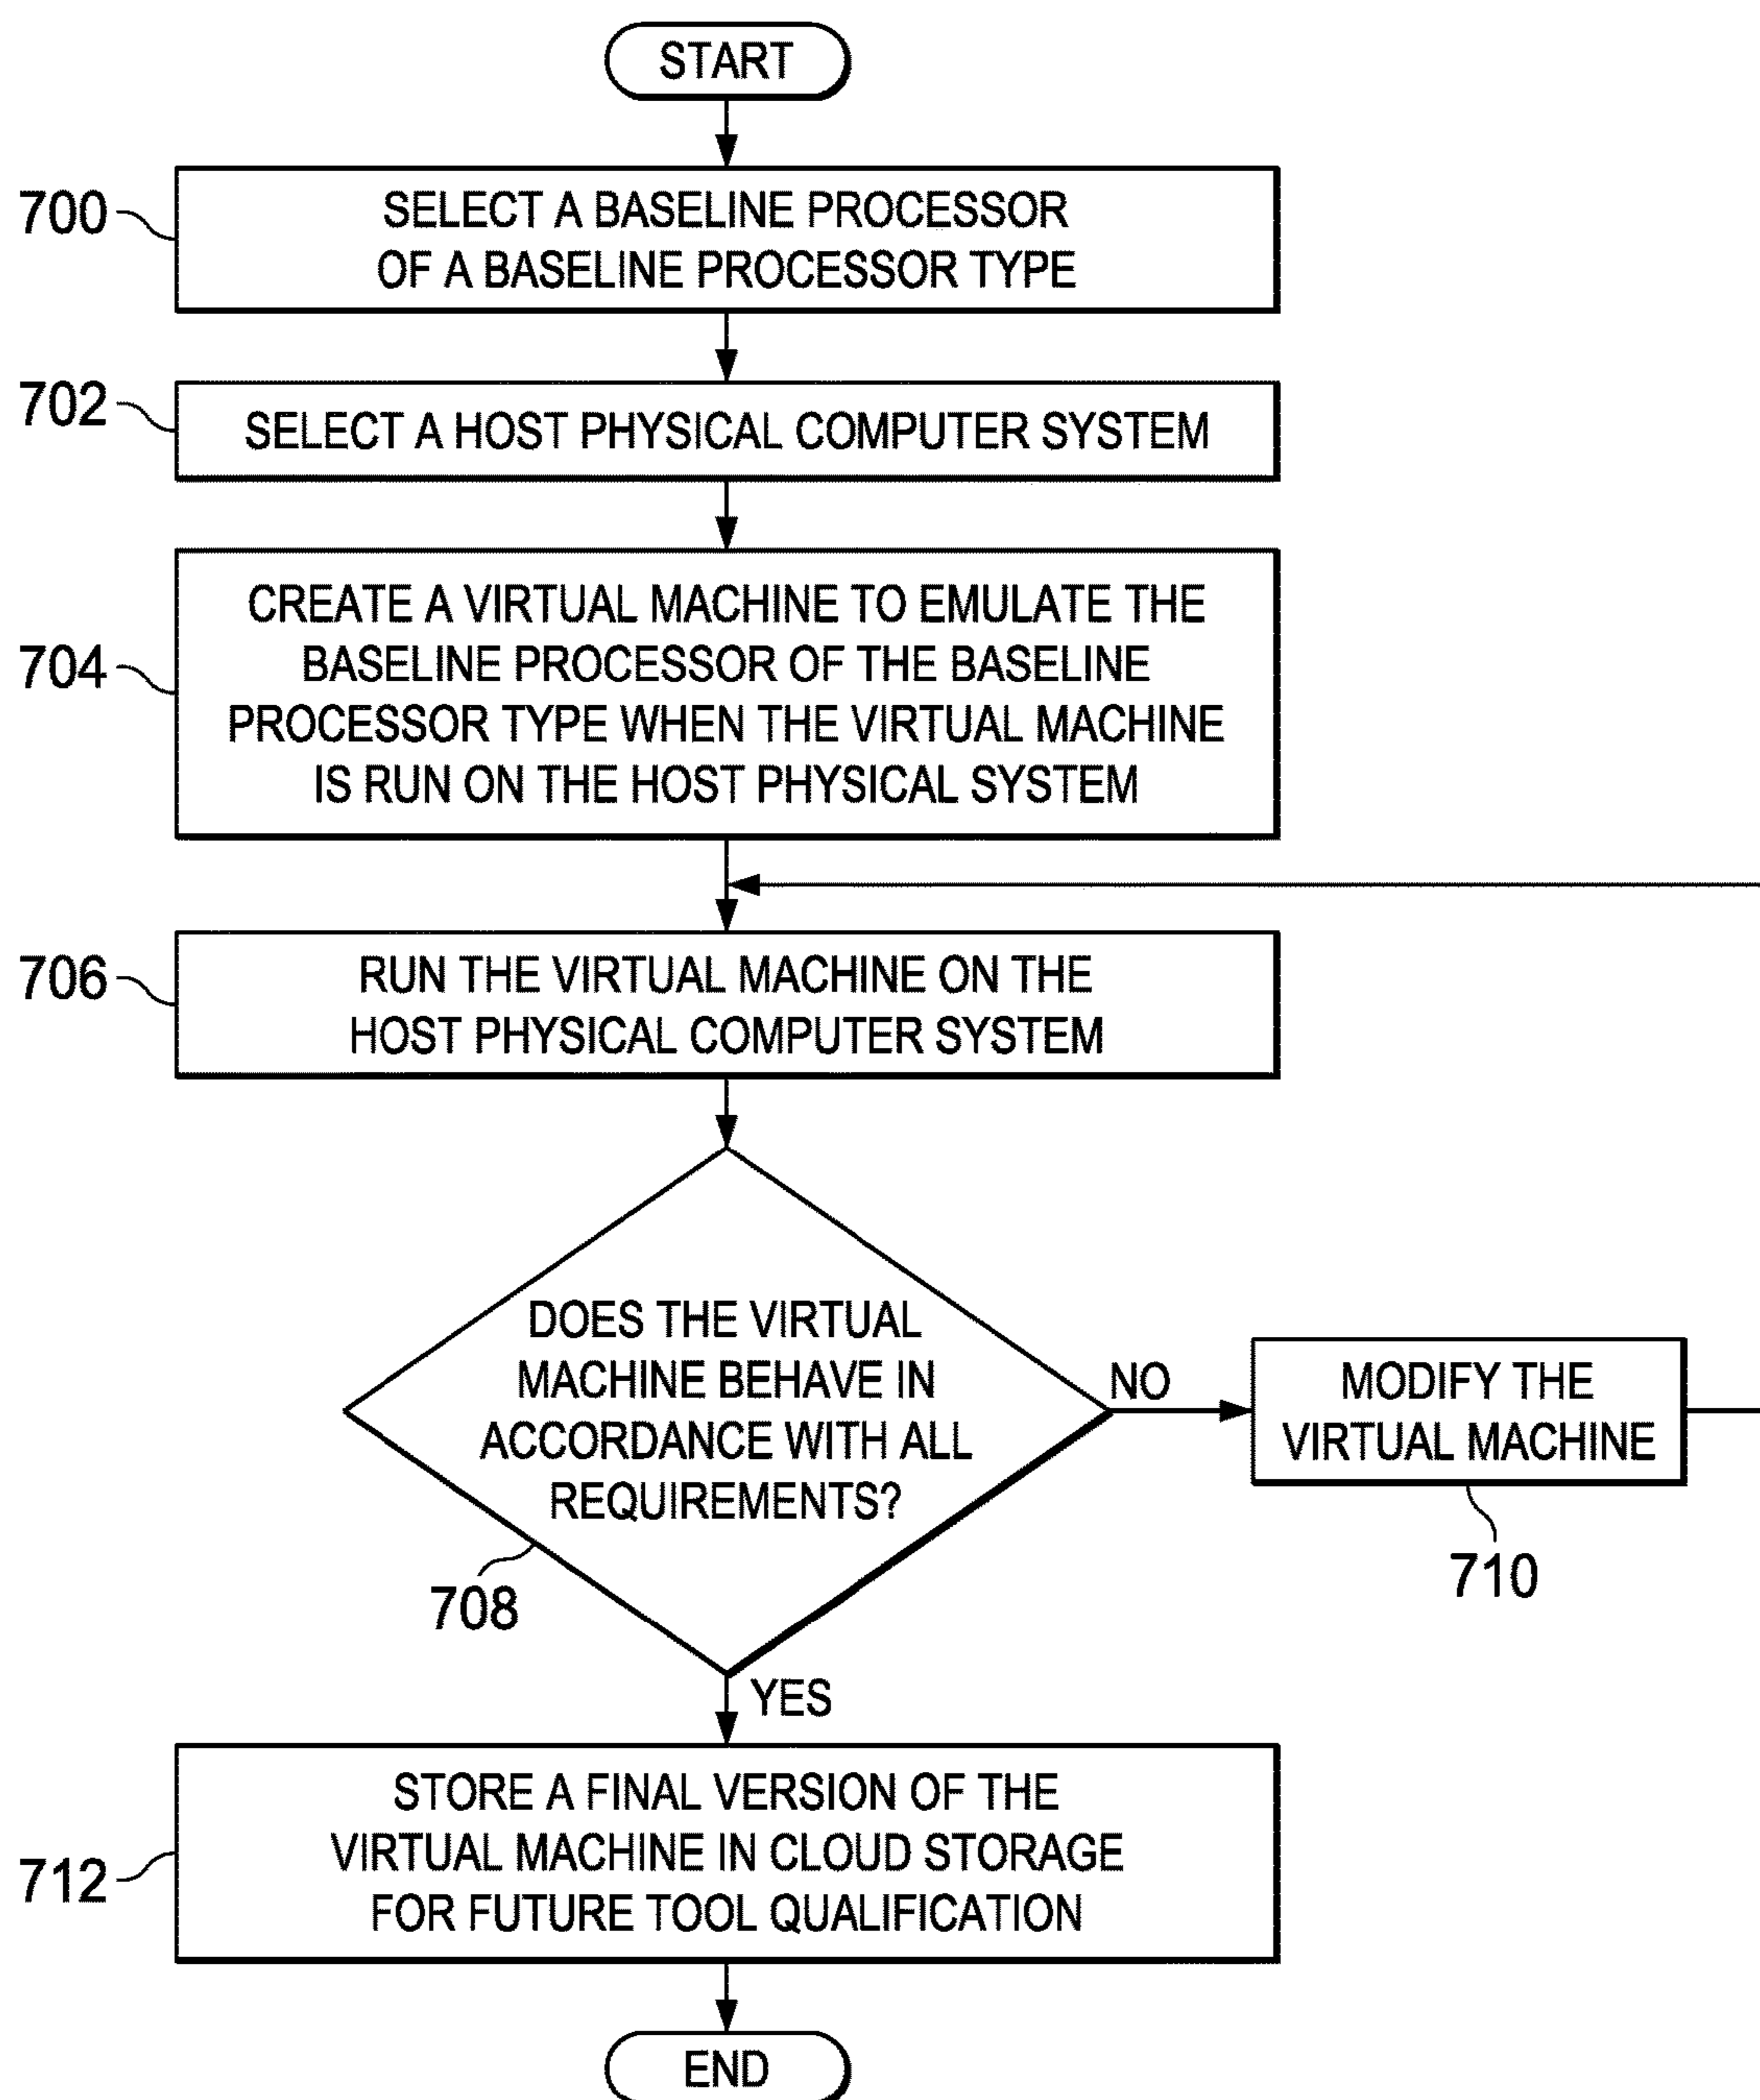 START
700
SELECT A BASELINE PROCESSOR
OF A BASELINE PROCESSOR TYPE
702
SELECT A HOST PHYSICAL COMPUTER SYSTEM
704
CREATE A VIRTUAL MACHINE TO EMULATE THE
BASELINE PROCESSOR OF THE BASELINE
PROCESSOR TYPE WHEN THE VIRTUAL MACHINE
IS RUN ON THE HOST PHYSICAL SYSTEM
706
RUN THE VIRTUAL MACHINE ON THE
HOST PHYSICAL COMPUTER SYSTEM
DOES THE VIRTUAL
MACHINE BEHAVE IN
ACCORDANCE WITH ALL
REQUIREMENTS?
708
NO
MODIFY THE
VIRTUAL MACHINE
710
YES
712
STORE A FINAL VERSION OF THE
VIRTUAL MACHINE IN CLOUD STORAGE
FOR FUTURE TOOL QUALIFICATION
END